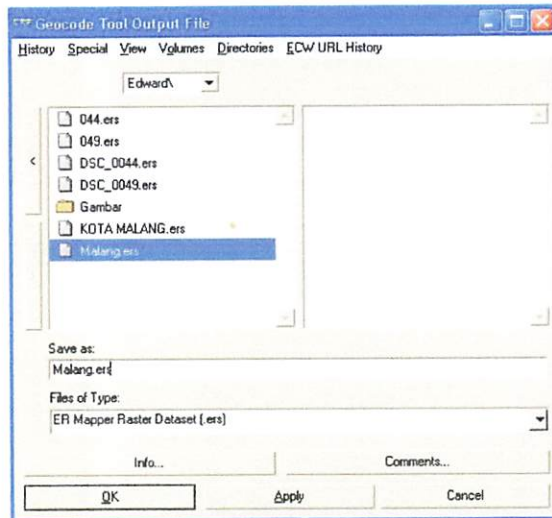 *** Geocode Tool Output File
History Special View Volumes Directories ECW URL History
Edward\
<
044.ers
049.ers
DSC_0044.ers
DSC_0049.ers
Gambar
KOTA MALANG.ers
Malang.ers
Save as:
Malang.ers
Files of Type:
ER Mapper Raster Dataset (.ers)
Info... Comments...
OK Apply Cancel